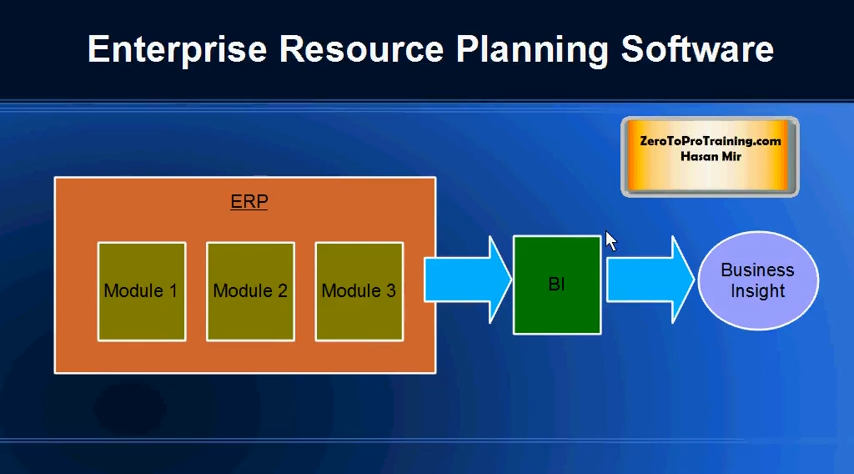 Enterprise Resource Planning Software
ZeroToProTraining.com
Hasan Mir
ERP
Module 1
Module 2
Module 3
BI
Business
Insight